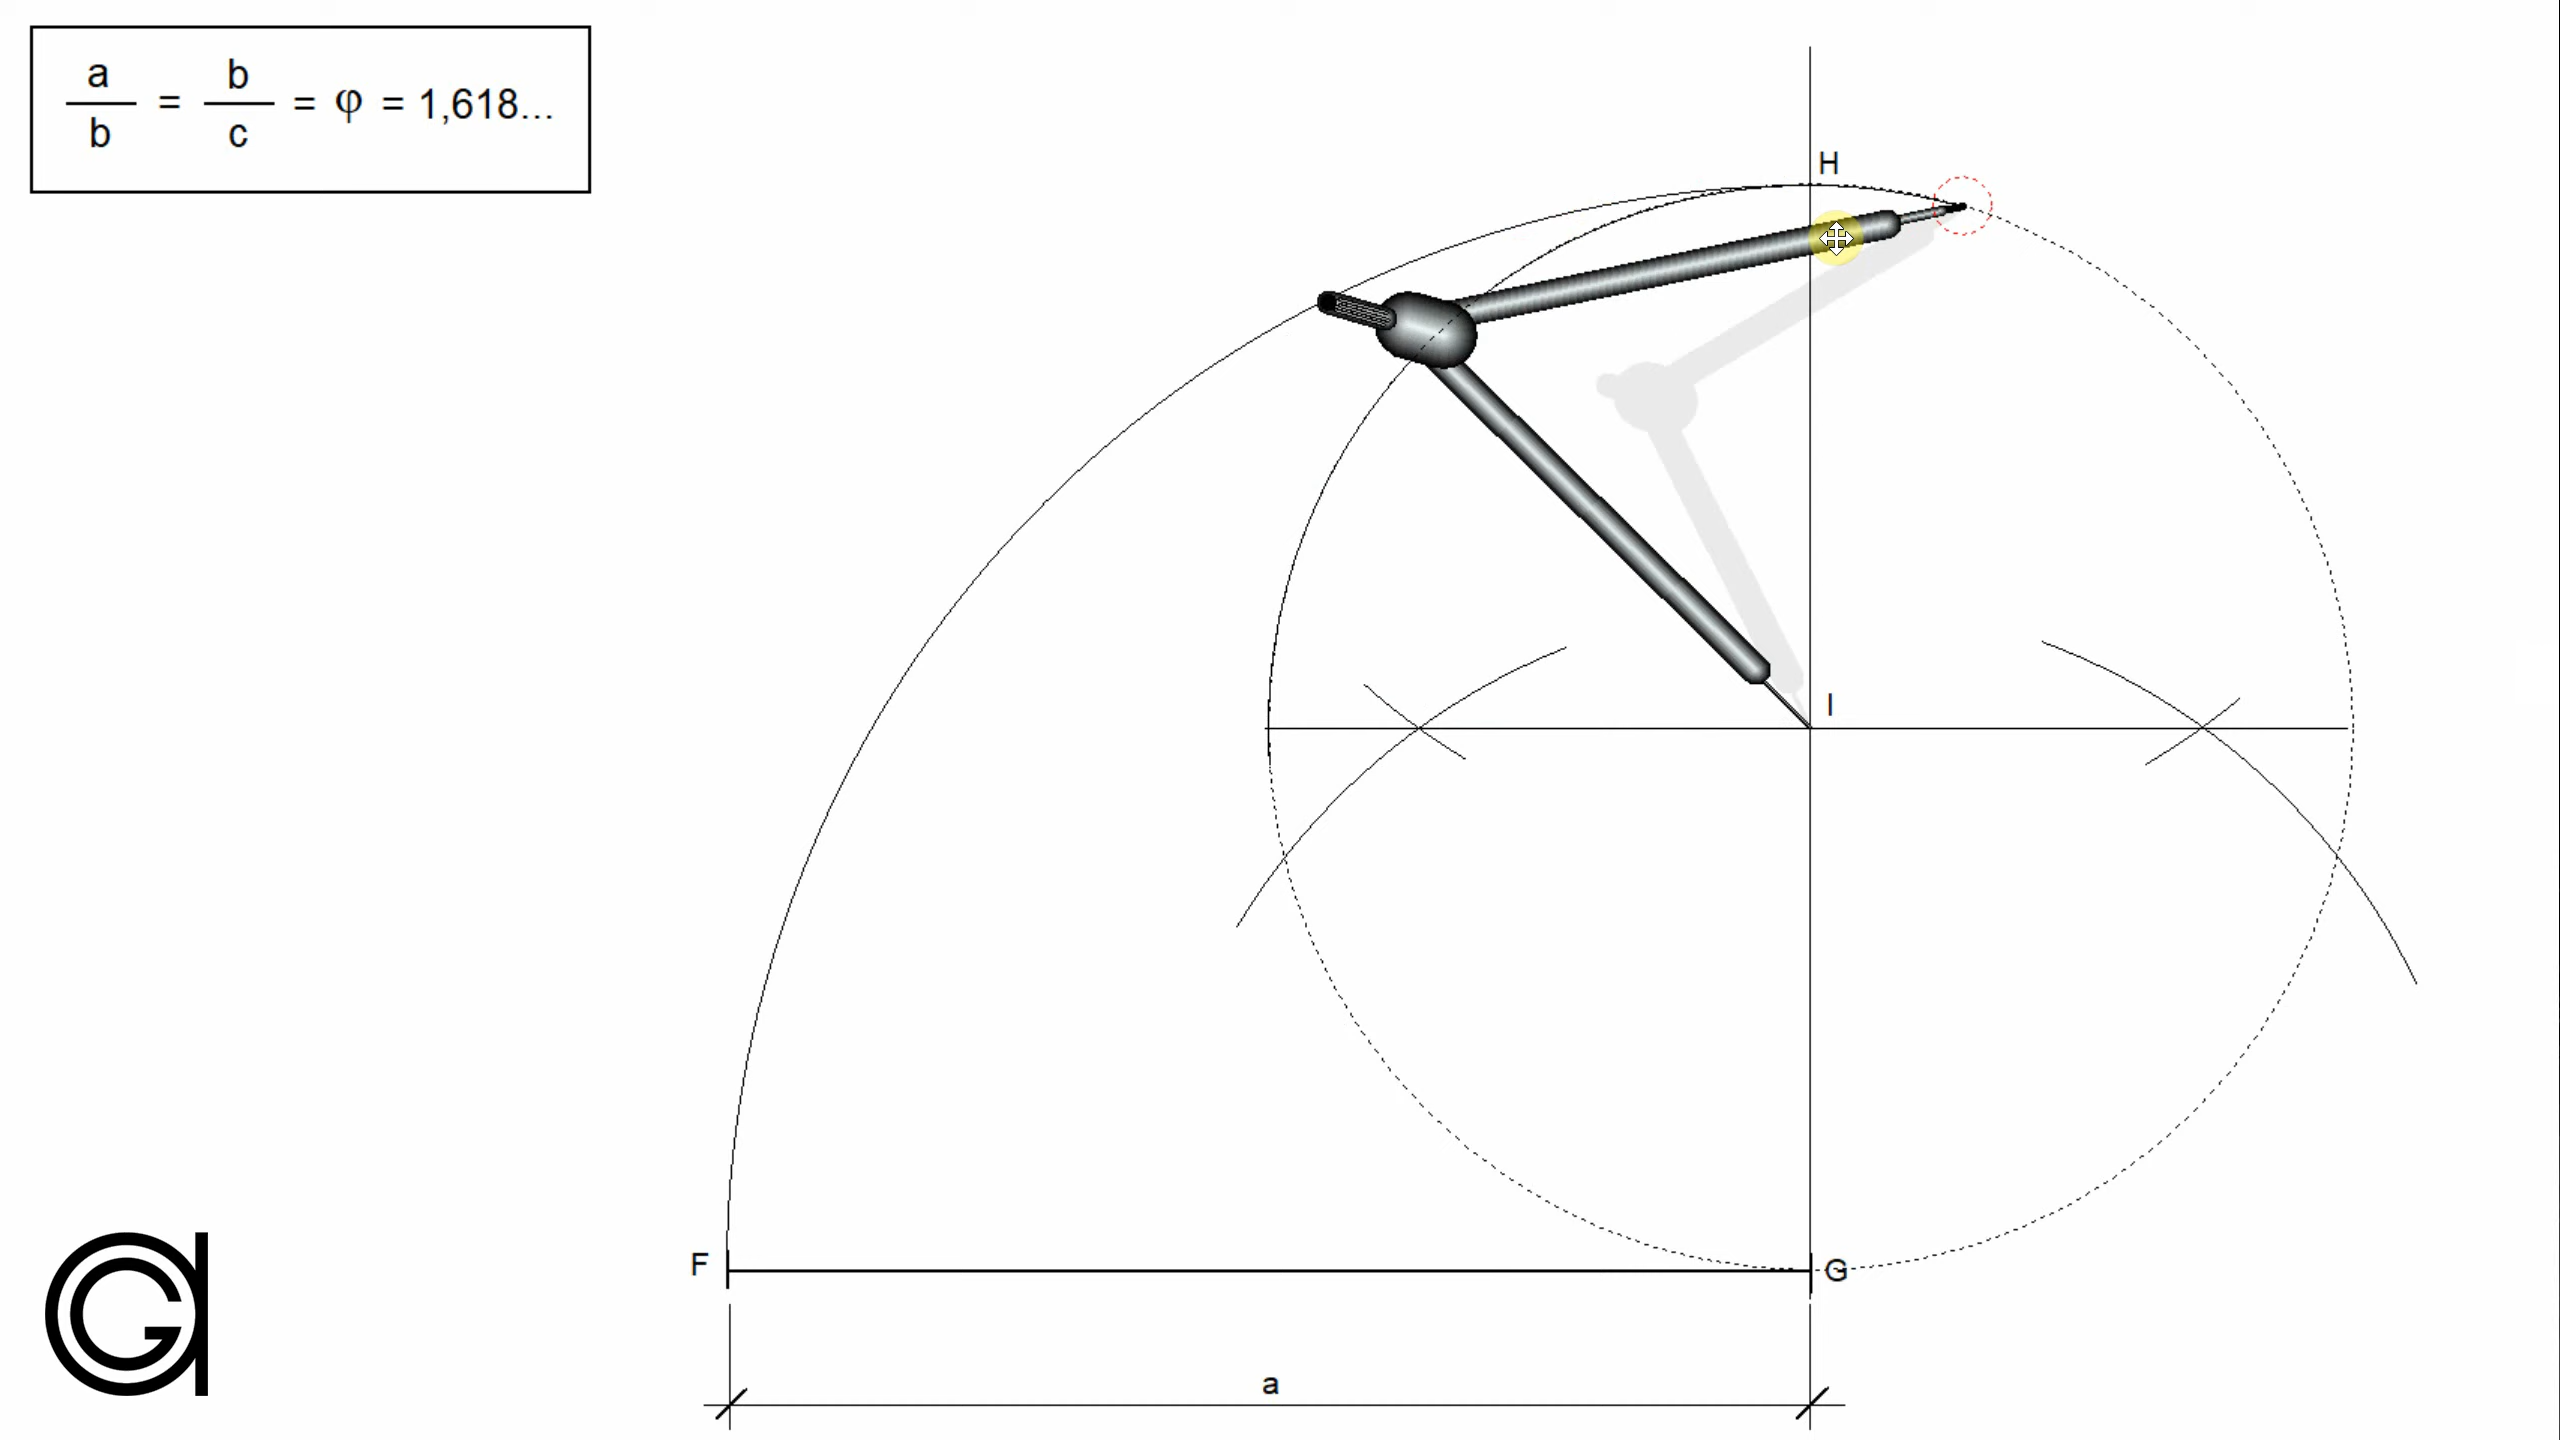 a/b = b/c = φ = 1,618...
H
I
F
G
a